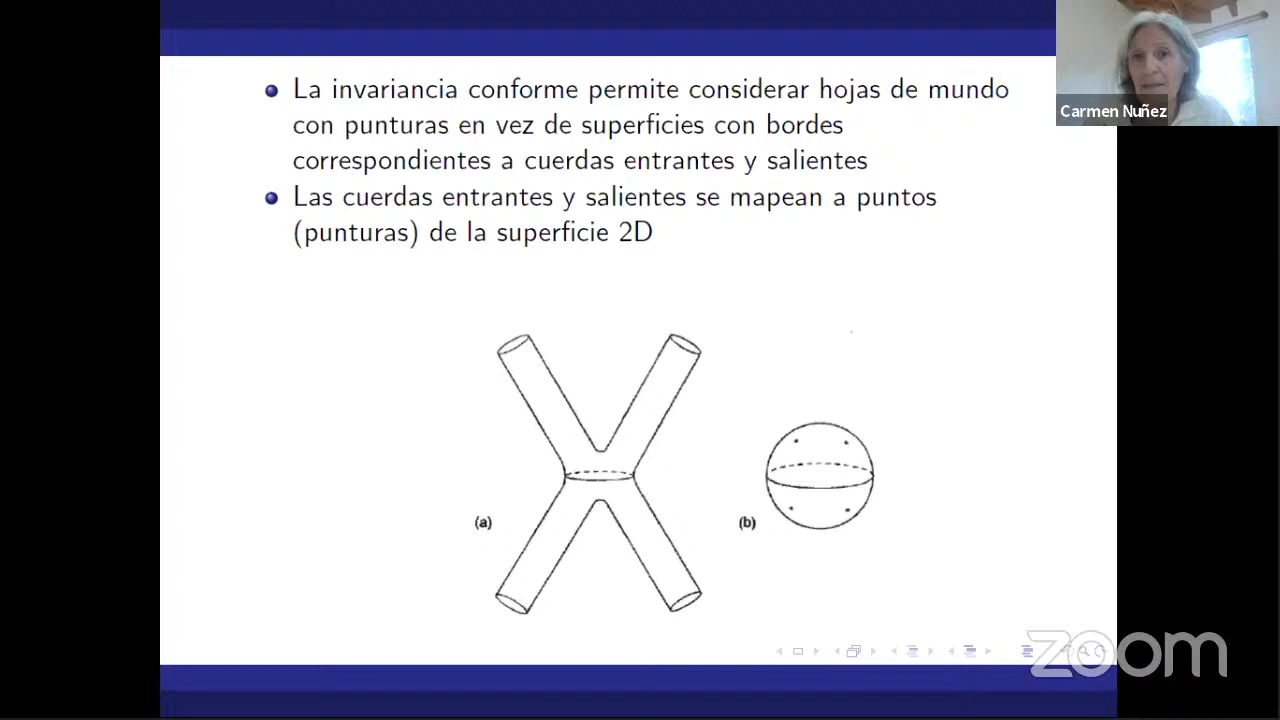 La invariancia conforme permite considerar hojas de mundo
con punturas en vez de superficies con bordes
correspondientes a cuerdas entrantes y salientes
Las cuerdas entrantes y salientes se mapean a puntos
(punturas) de la superficie 2D
(a)
(b)
Carmen Nuñez
zoom